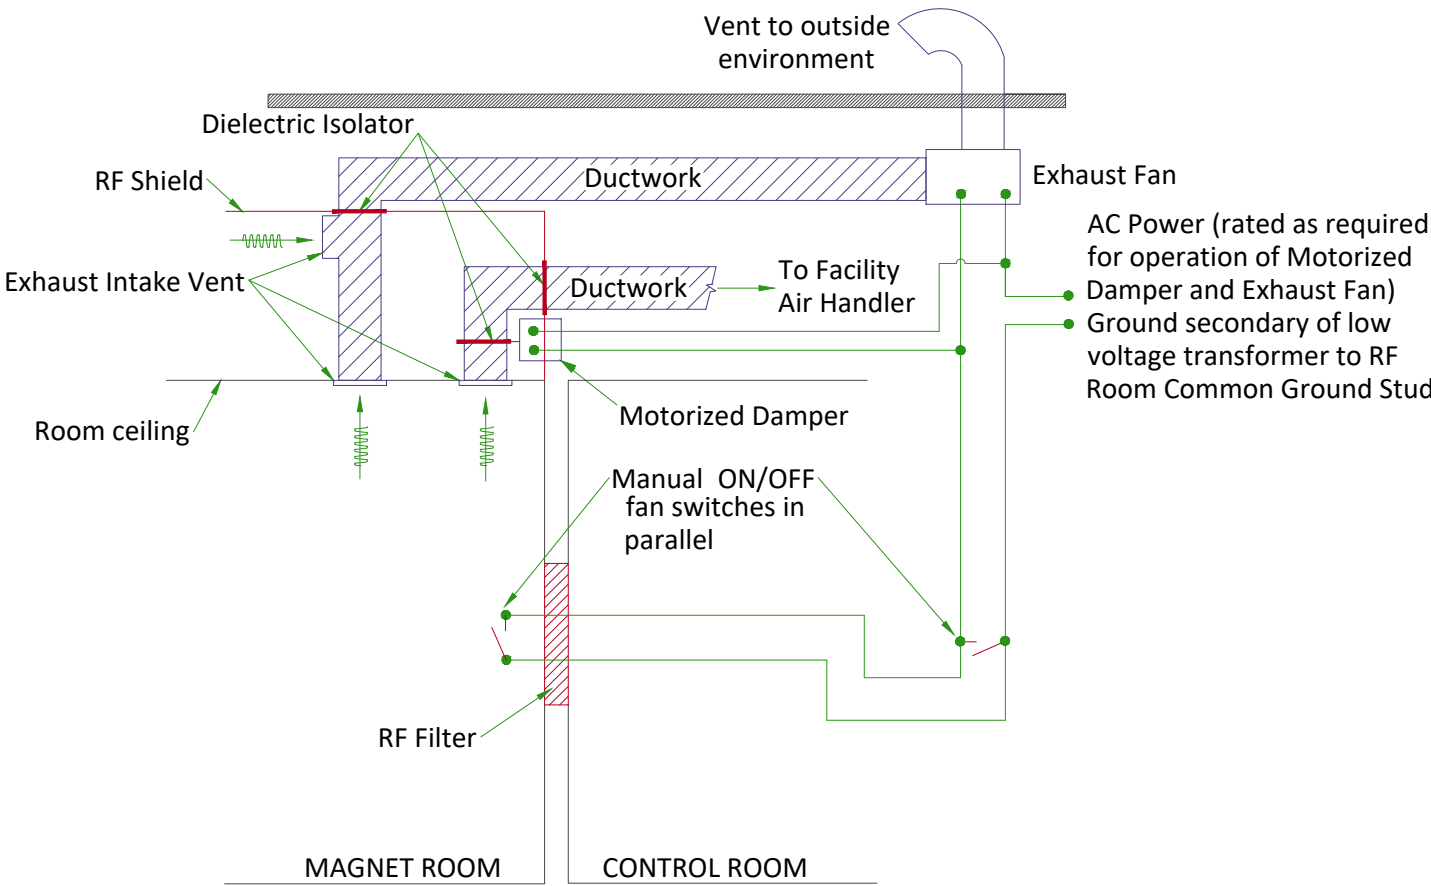 Vent to outside
environment
Dielectric Isolator
RF Shield
Ductwork
Exhaust Fan
AC Power (rated as required
for operation of Motorized
Damper and Exhaust Fan)
Ground secondary of low
voltage transformer to RF
Room Common Ground Stud
Exhaust Intake Vent
Ductwork
To Facility
Air Handler
Room ceiling
Motorized Damper
Manual ON/OFF
fan switches in
parallel
RF Filter
MAGNET ROOM
CONTROL ROOM